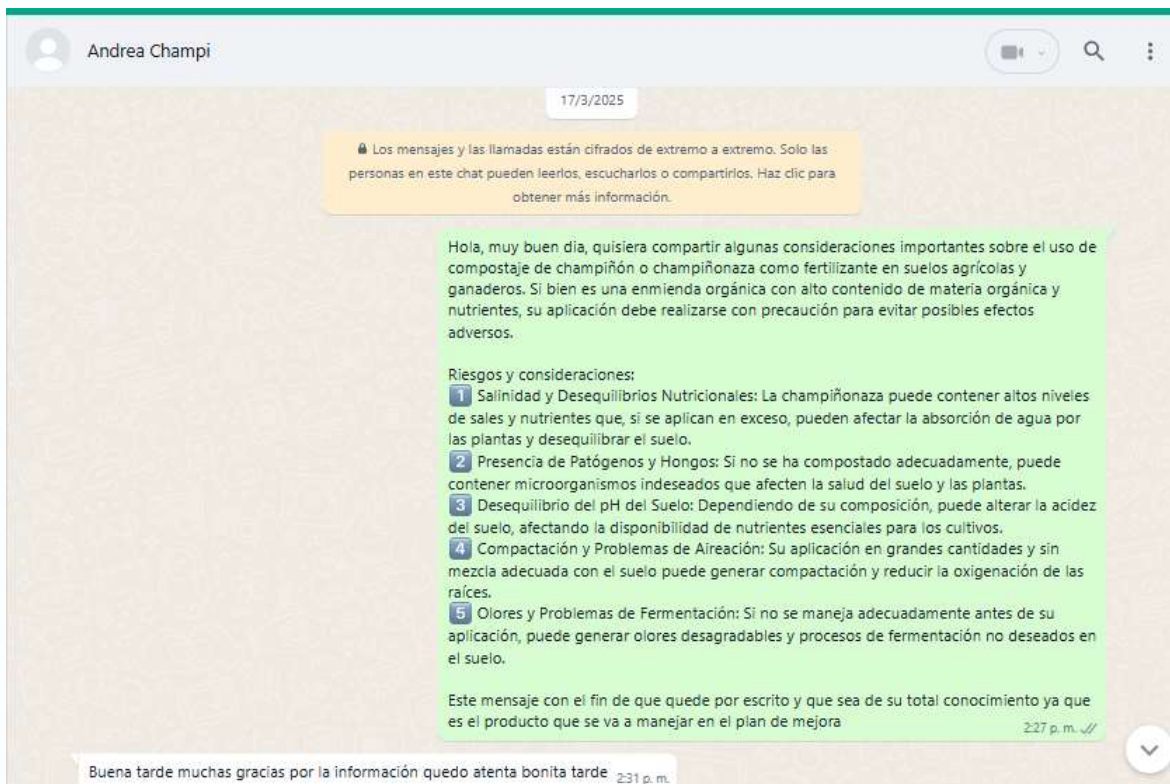 Andrea Champi
17/3/2025
Los mensajes y las llamadas están cifrados de extremo a extremo. Solo las
personas en este chat pueden leerlos, escucharlos o compartirlos. Haz clic para
obtener más información.
Hola, muy buen dia, quisiera compartir algunas consideraciones importantes sobre el uso de
compostaje de champiñón o champiñonaza como fertilizante en suelos agrícolas y
ganaderos. Si bien es una enmienda orgánica con alto contenido de materia orgánica y
nutrientes, su aplicación debe realizarse con precaución para evitar posibles efectos
adversos.
Riesgos y consideraciones:
1 Salinidad y Desequilibrios Nutricionales: La champiñonaza puede contener altos niveles
de sales y nutrientes que, si se aplican en exceso, pueden afectar la absorción de agua por
las plantas y desequilibrar el suelo.
2 Presencia de Patógenos y Hongos: Si no se ha compostado adecuadamente, puede
contener microorganismos indeseados que afecten la salud del suelo y las plantas.
3 Desequilibrio del pH del Suelo: Dependiendo de su composición, puede alterar la acidez
del suelo, afectando la disponibilidad de nutrientes esenciales para los cultivos.
4 Compactación y Problemas de Aireación: Su aplicación en grandes cantidades y sin
mezcla adecuada con el suelo puede generar compactación y reducir la oxigenación de las
raíces.
5 Olores y Problemas de Fermentación: Si no se maneja adecuadamente antes de su
aplicación, puede generar olores desagradables y procesos de fermentación no deseados en
el suelo.
Este mensaje con el fin de que quede por escrito y que sea de su total conocimiento ya que
es el producto que se va a manejar en el plan de mejora
2:27 p. m.
Buena tarde muchas gracias por la información quedo atenta bonita tarde 2:31 p. m.